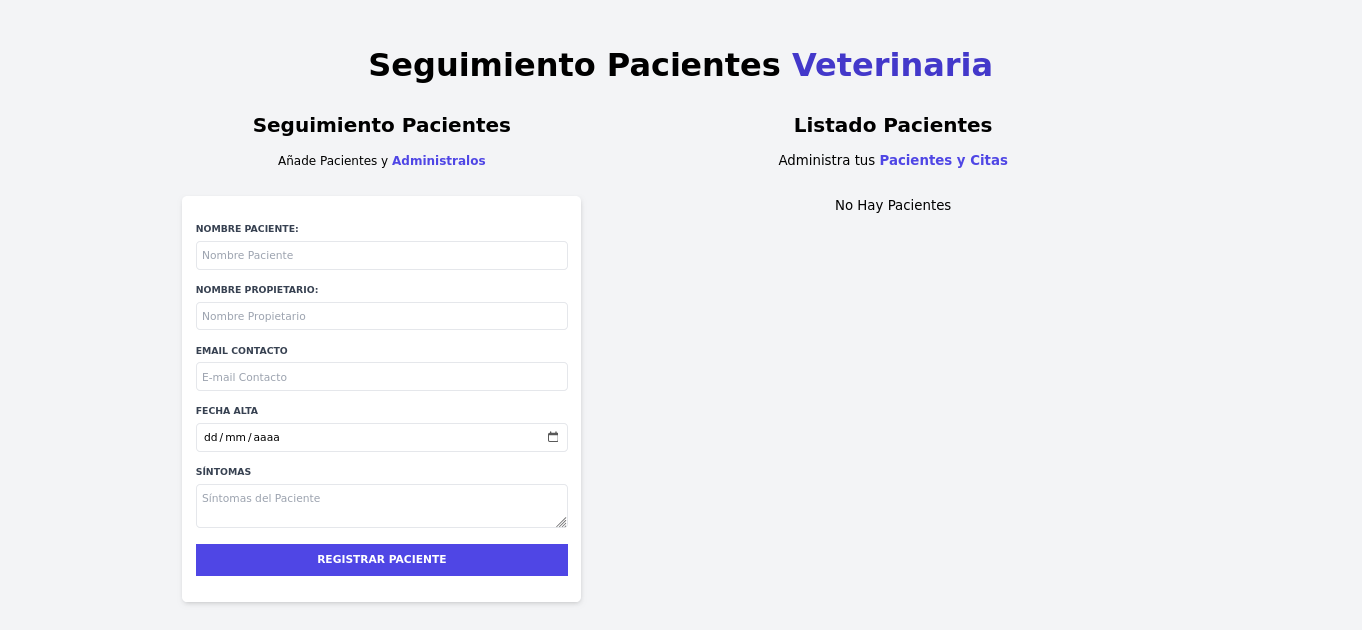 Seguimiento Pacientes Veterinaria
Seguimiento Pacientes
Añade Pacientes y Administralos
NOMBRE PACIENTE:
Nombre Paciente
NOMBRE PROPIETARIO:
Nombre Propietario
EMAIL CONTACTO
E-mail Contacto
FECHA ALTA
dd/mm/aaaa
SÍNTOMAS
Síntomas del Paciente
REGISTRAR PACIENTE
Listado Pacientes
Administra tus Pacientes y Citas
No Hay Pacientes